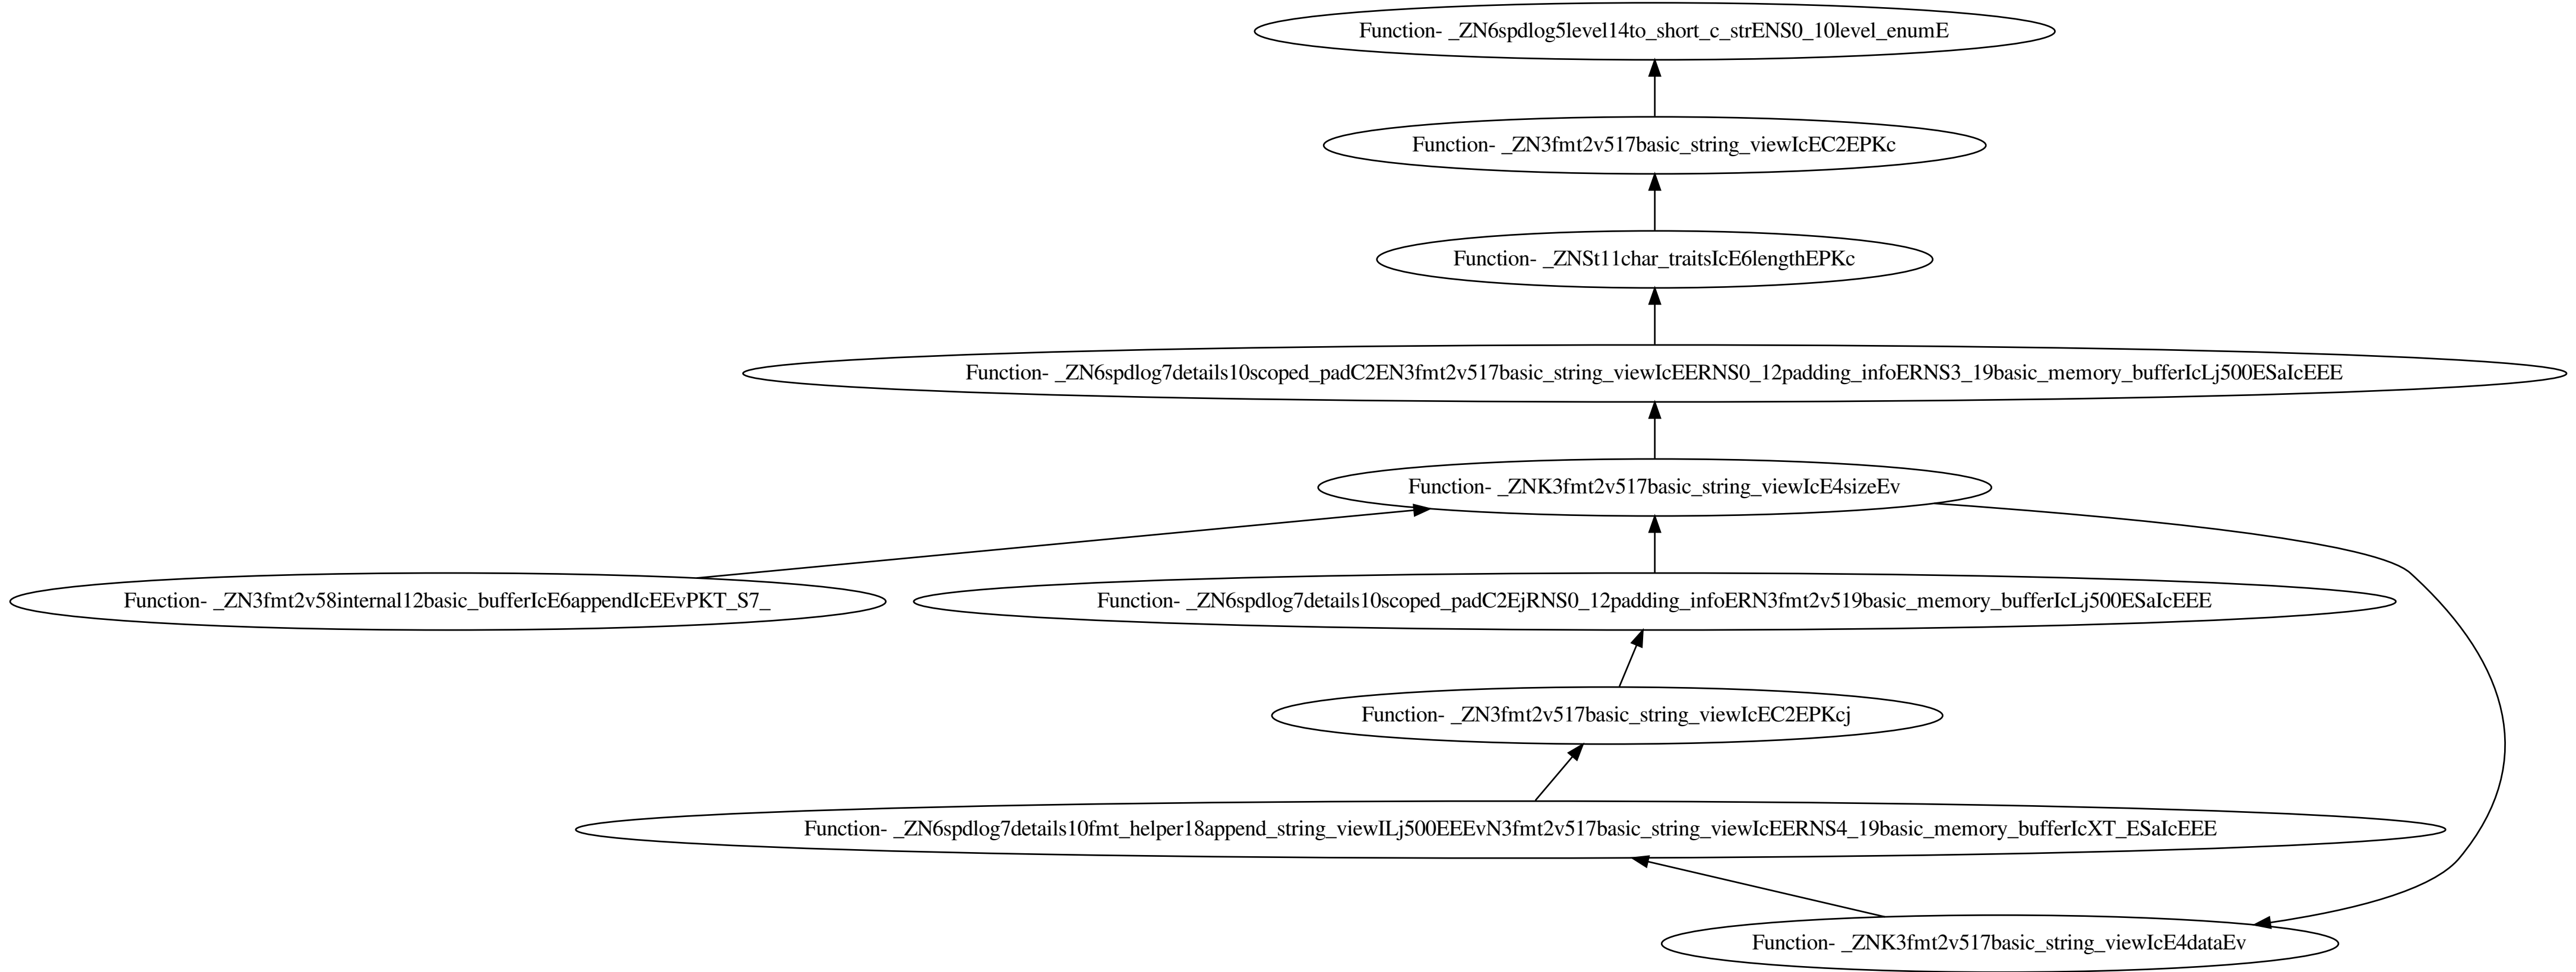 Function- _ZN6spdlog5level14to_short_c_strENS0_10level_enumE
Function- _ZN3fmt2v517basic_string_viewIcEC2EPKc
Function- _ZNSt11char_traitsIcE6lengthEPKc
Function- _ZN6spdlog7details10scoped_padC2EN3fmt2v517basic_string_viewIcEERNS0_12padding_infoERNS3_19basic_memory_bufferIcLj500ESaIcEEE
Function- _ZNK3fmt2v517basic_string_viewIcE4sizeEv
Function- _ZN3fmt2v58internal12basic_bufferIcE6appendIcEEvPKT_S7_
Function- _ZN6spdlog7details10scoped_padC2EjRNS0_12padding_infoERN3fmt2v519basic_memory_bufferIcLj500ESaIcEEE
Function- _ZN3fmt2v517basic_string_viewIcEC2EPKcj
Function- _ZN6spdlog7details10fmt_helper18append_string_viewILj500EEEvN3fmt2v517basic_string_viewIcEERNS4_19basic_memory_bufferIcXT_ESaIcEEE
Function- _ZNK3fmt2v517basic_string_viewIcE4dataEv